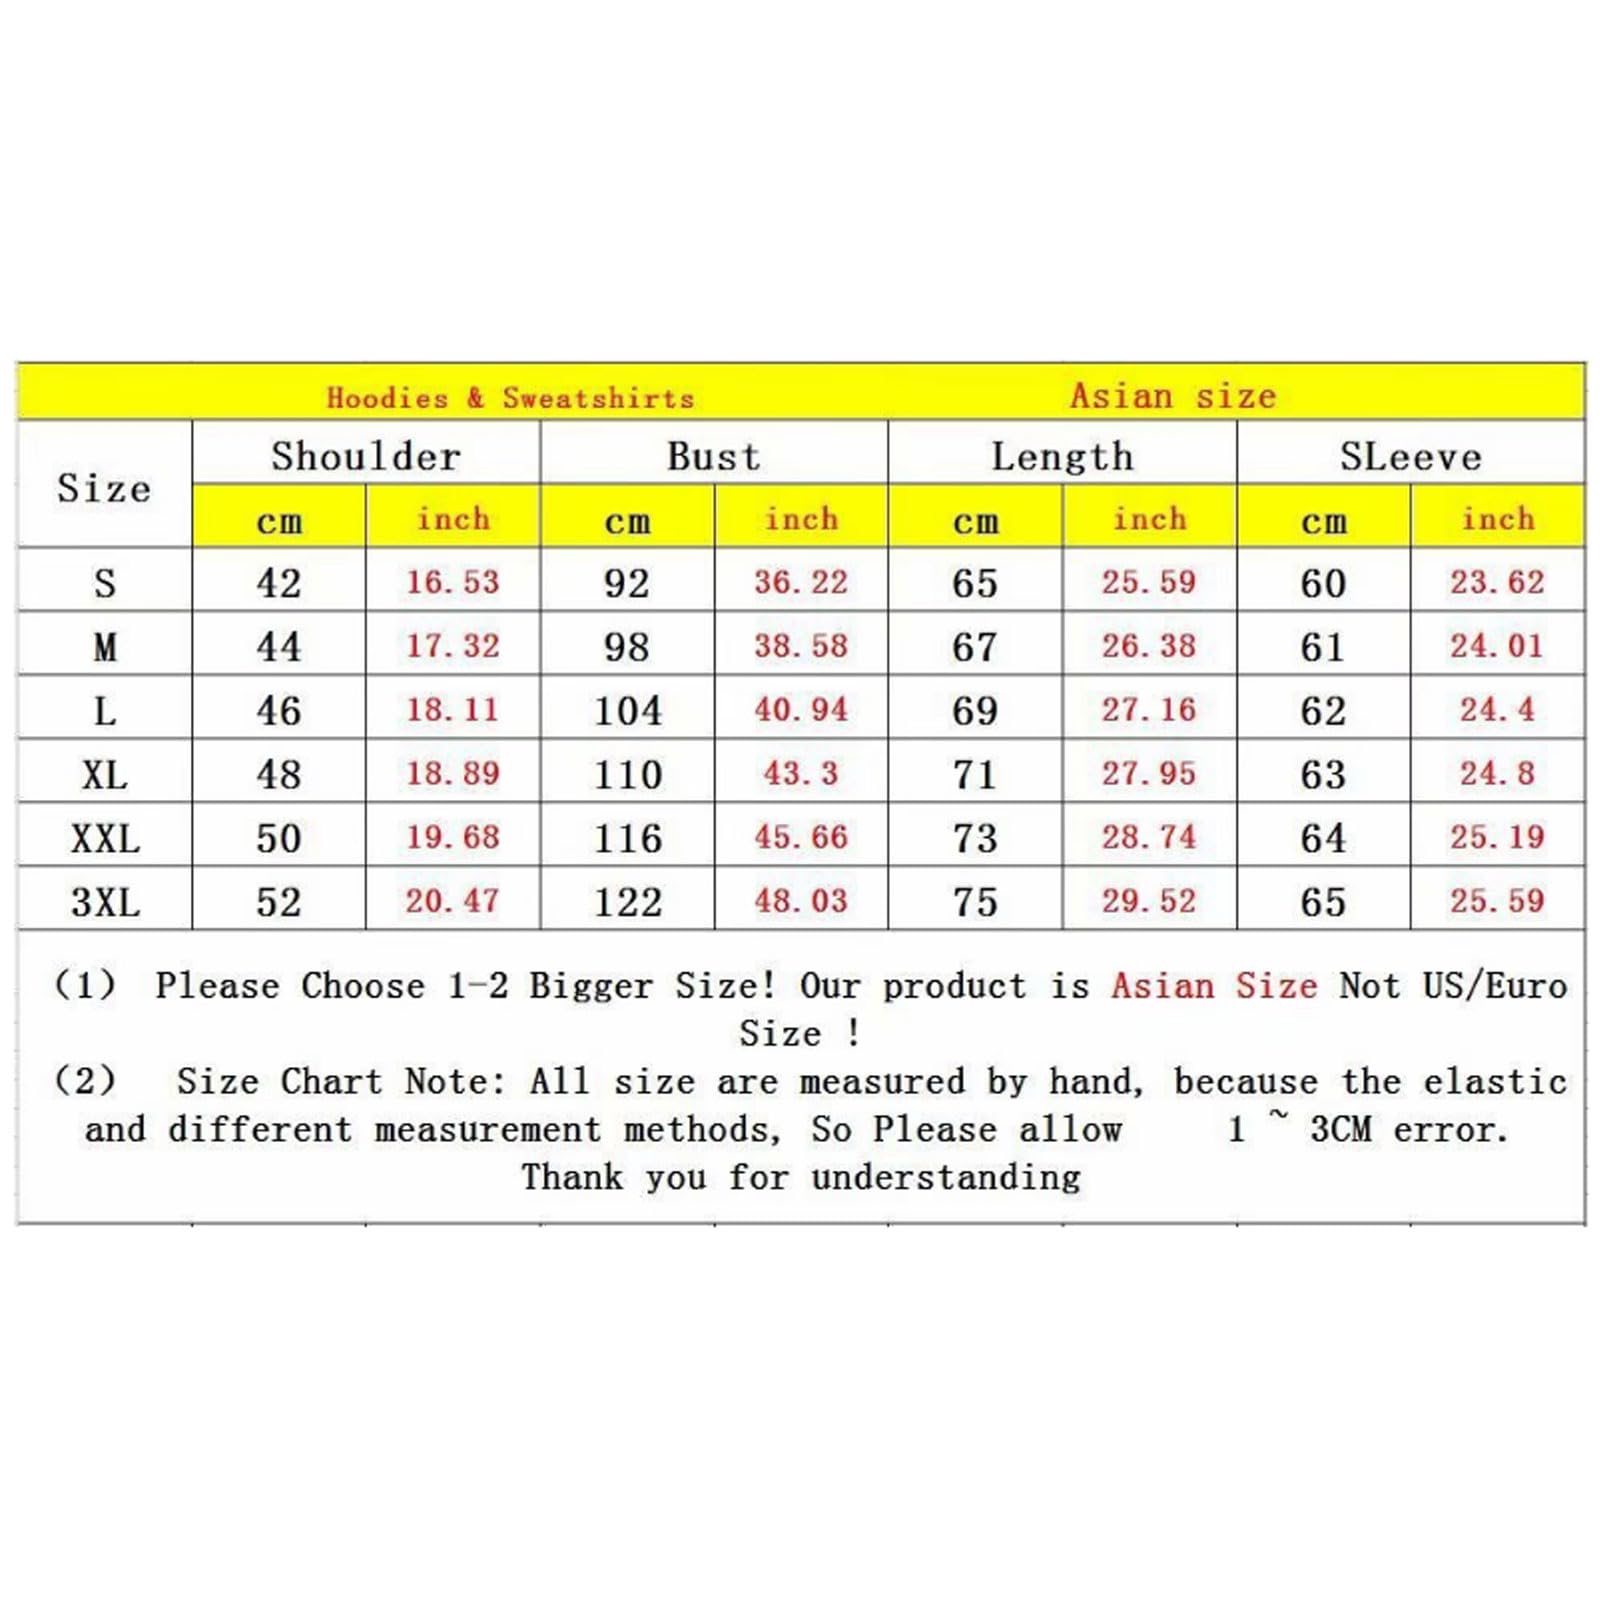 Hoodies & Sweatshirts Asian size
Size Shoulder Bust Length SLeeve
cm inch cm inch cm inch cm inch
S 42 16.53 92 36.22 65 25.59 60 23.62
M 44 17.32 98 38.58 67 26.38 61 24.01
L 46 18.11 104 40.94 69 27.16 62 24.4
XL 48 18.89 110 43.3 71 27.95 63 24.8
XXL 50 19.68 116 45.66 73 28.74 64 25.19
3XL 52 20.47 122 48.03 75 29.52 65 25.59
(1) Please Choose 1-2 Bigger Size! Our product is Asian Size Not US/Euro
Size !
(2) Size Chart Note: All size are measured by hand, because the elastic
and different measurement methods, So Please allow 1 ~ 3CM error.
Thank you for understanding